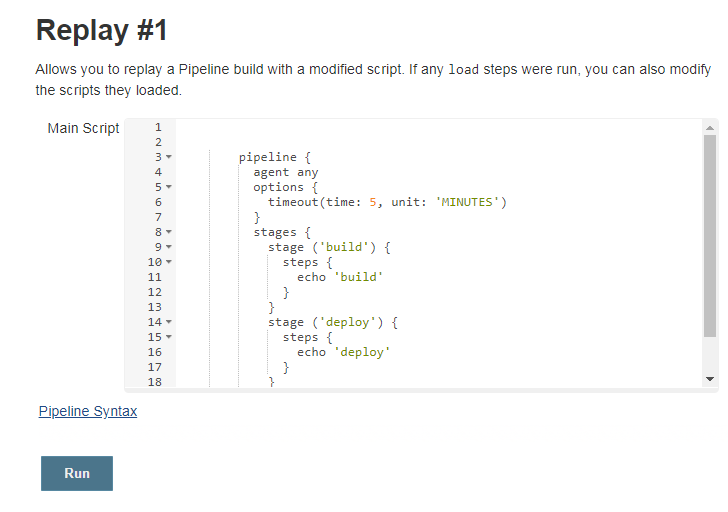 Replay #1
Allows you to replay a Pipeline build with a modified script. If any load steps were run, you can also modify
the scripts they loaded.
Main Script
1
2
3 pipeline {
4 agent any
5 options {
6 timeout(time: 5, unit: 'MINUTES')
7 }
8 stages {
9 stage ('build') {
10 steps {
11 echo 'build'
12 }
13 }
14 stage ('deploy') {
15 steps {
16 echo 'deploy'
17 }
18 }
Pipeline Syntax
Run